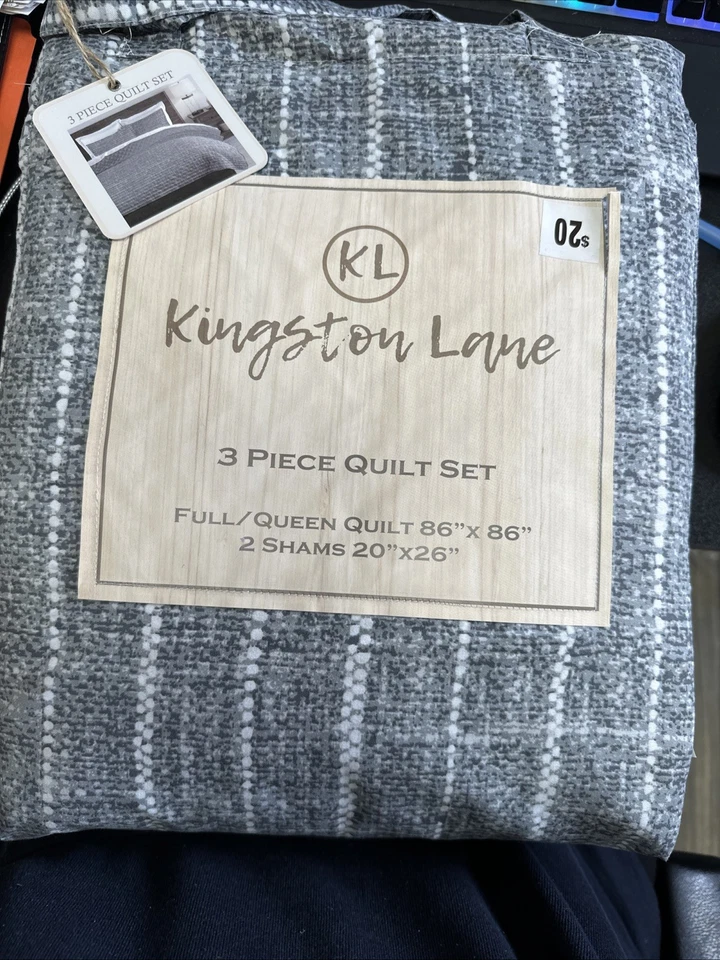 3 PIECE QUILT SET
$20
KL
Kingston Lane
3 PIECE QUILT SET
FULL/QUEEN QUILT 86”X 86”
2 SHAMS 20”X26”